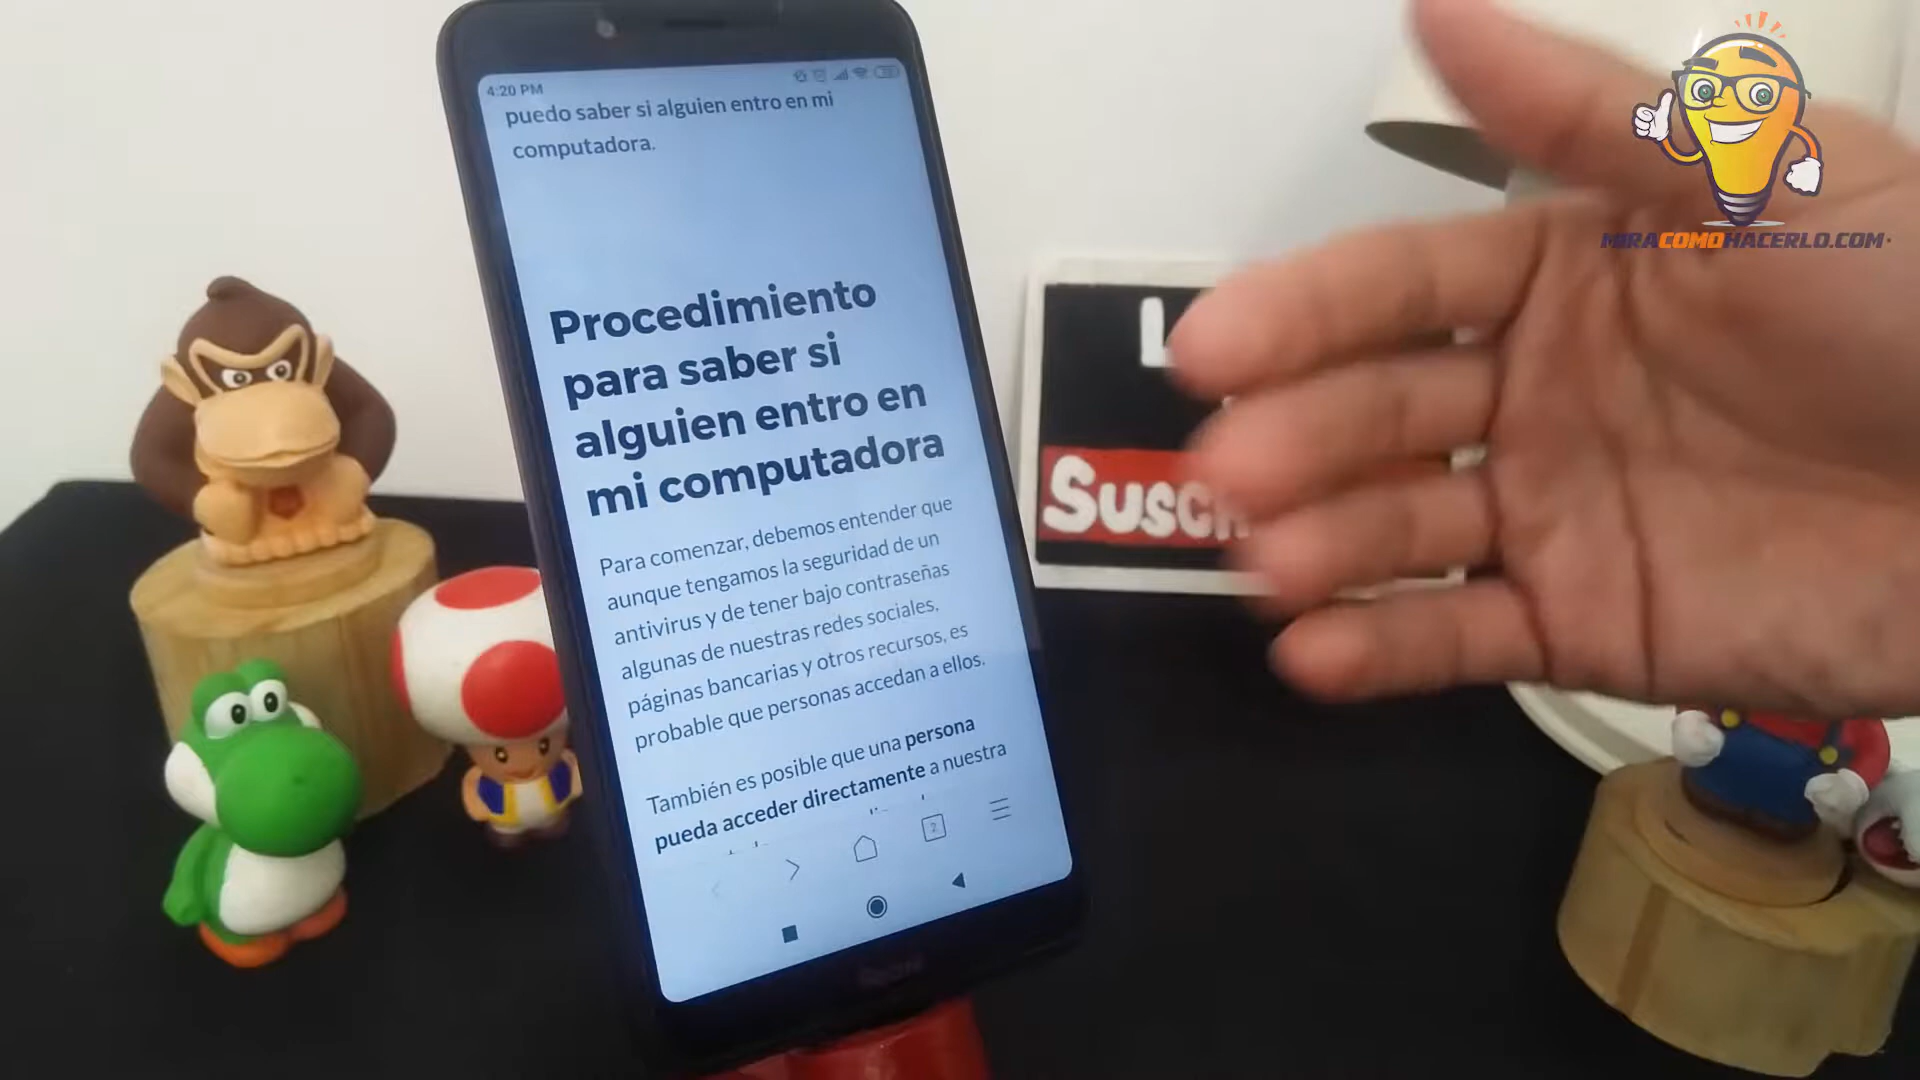 4:20 PM
puedo saber si alguien entro en mi
computadora.
Procedimiento
para saber si
alguien entro en
mi computadora
Para comenzar, debemos entender que
aunque tengamos la seguridad de un
antivirus y de tener bajo contraseñas
algunas de nuestras redes sociales,
páginas bancarias y otros recursos, es
probable que personas accedan a ellos.
También es posible que una persona
pueda acceder directamente a nuestra
2
L
Susc
MIRACOMOHACERLO.COM